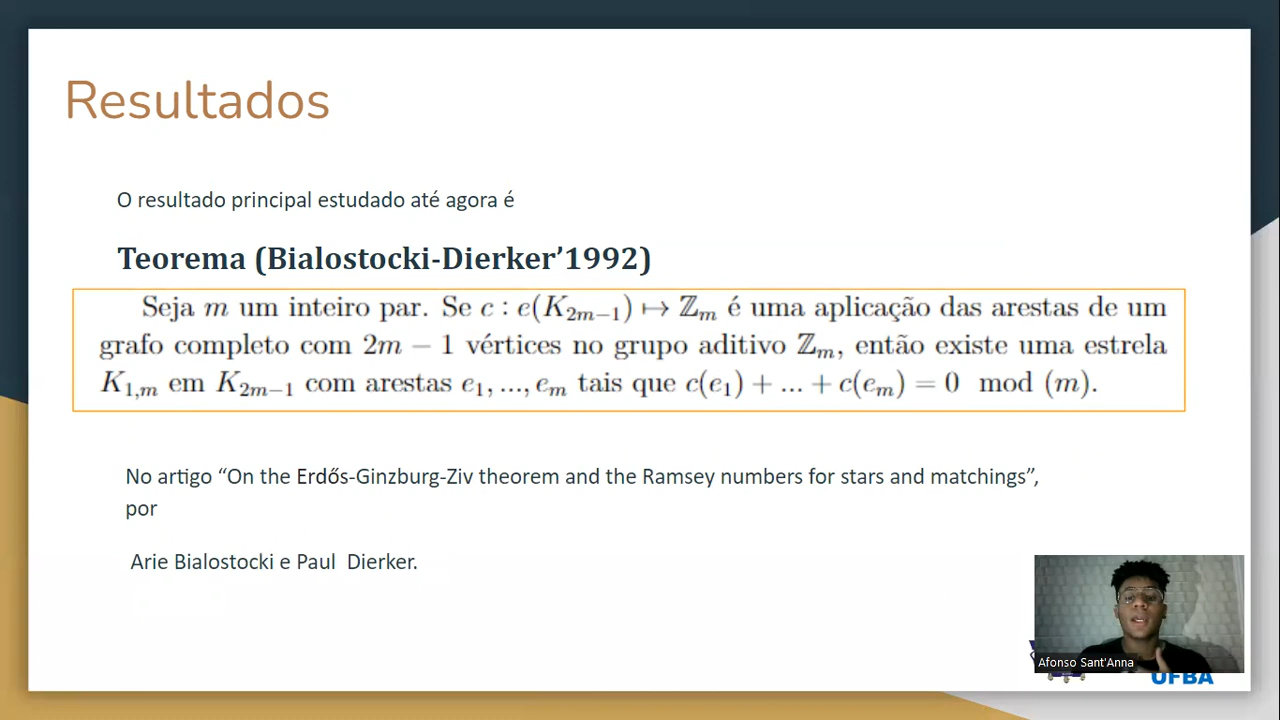 Resultados
O resultado principal estudado até agora é
Teorema (Bialostocki-Dierker’1992)
Seja m um inteiro par. Se c : e(K_{2m−1}) ↦ ℤ_m é uma aplicação das arestas de um
grafo completo com 2m − 1 vértices no grupo aditivo ℤ_m, então existe uma estrela
K_{1,m} em K_{2m−1} com arestas e_1, ..., e_m tais que c(e_1) + ... + c(e_m) = 0 mod (m).
No artigo “On the Erdős-Ginzburg-Ziv theorem and the Ramsey numbers for stars and matchings”,
por
Arie Bialostocki e Paul Dierker.
Afonso Sant'Anna
UFBA